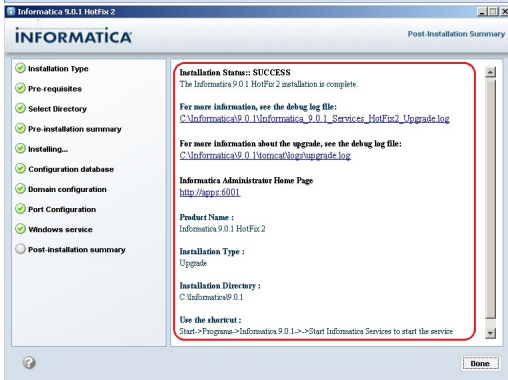 Informatica 9.0.1 HotFix 2
INFORMATICA
Post-Installation Summary
Installation Type
Pre-requisites
Select Directory
Pre-installation summary
Installing...
Configuration database
Domain configuration
Port Configuration
Windows service
Post-installation summary
Installation Status:: SUCCESS
The Informatica 9.0.1 HotFix 2 installation is complete.
For more information, see the debug log file:
C:\Informatica\9.0.1\Informatica_9.0.1_Services_HotFix2_Upgrade.log
For more information about the upgrade, see the debug log file:
C:\Informatica\9.0.1\tomcat\logs\upgrade.log
Informatica Administrator Home Page
http://apps:6001
Product Name :
Informatica 9.0.1 HotFix 2
Installation Type :
Upgrade
Installation Directory :
C:\Informatica\9.0.1
Use the shortcut :
Start->Programs->Informatica 9.0.1->->Start Informatica Services to start the service
Done